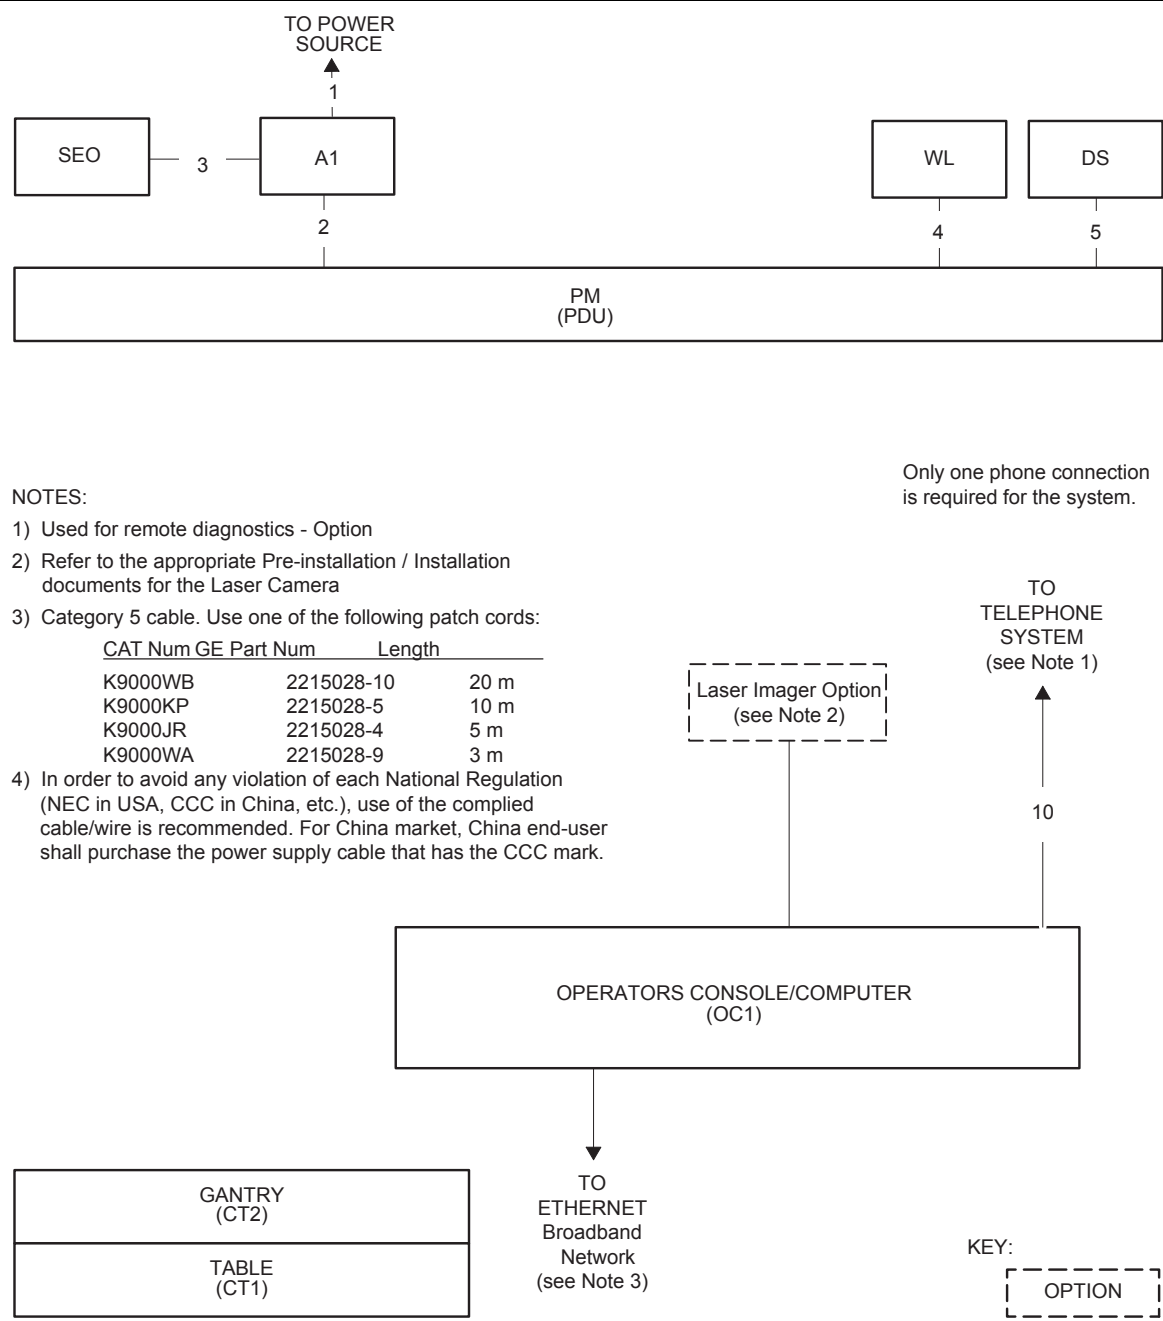 TO POWER
SOURCE
1
SEO
3
A1
WL
DS
2
4
5
PM
(PDU)
Only one phone connection
is required for the system.
NOTES:
1) Used for remote diagnostics - Option
2) Refer to the appropriate Pre-installation / Installation
documents for the Laser Camera
3) Category 5 cable. Use one of the following patch cords:
CAT Num GE Part Num Length
K9000WB 2215028-10 20 m
K9000KP 2215028-5 10 m
K9000JR 2215028-4 5 m
K9000WA 2215028-9 3 m
4) In order to avoid any violation of each National Regulation
(NEC in USA, CCC in China, etc.), use of the complied
cable/wire is recommended. For China market, China end-user
shall purchase the power supply cable that has the CCC mark.
TO
TELEPHONE
SYSTEM
(see Note 1)
Laser Imager Option
(see Note 2)
10
OPERATORS CONSOLE/COMPUTER
(OC1)
TO
ETHERNET
Broadband
Network
(see Note 3)
GANTRY
(CT2)
TABLE
(CT1)
KEY:
OPTION